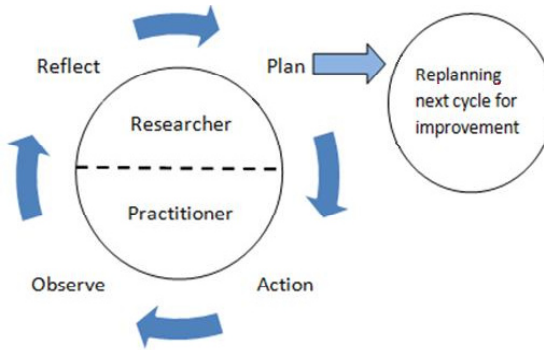 Reflect
Plan
Replanning
next cycle for
improvement
Researcher
Practitioner
Observe
Action